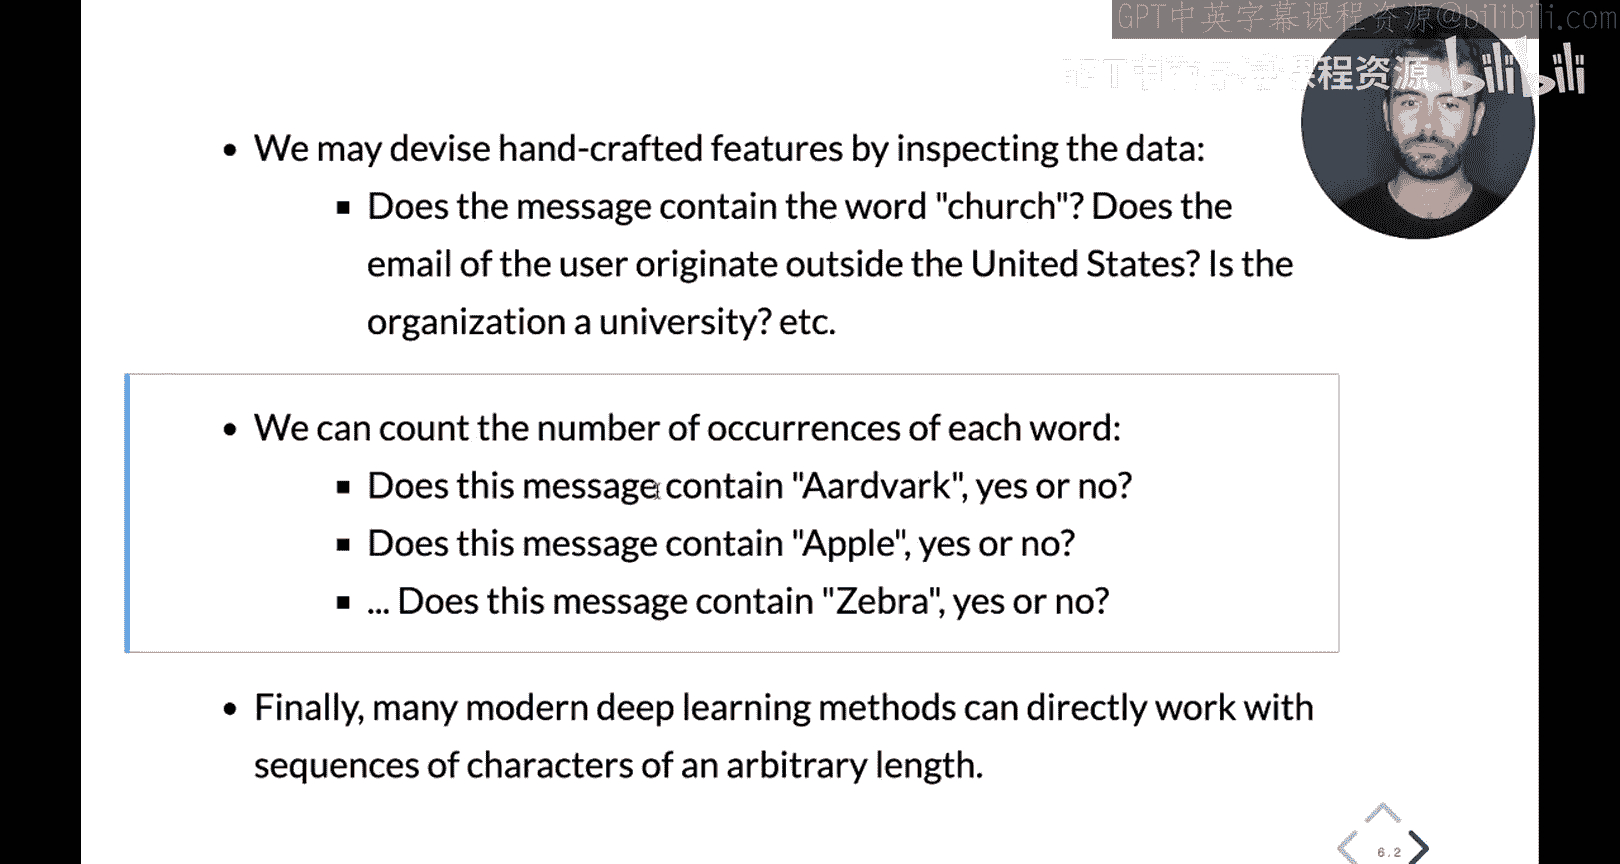 GPT中英字幕课程资源@bilibili.com
程资源 bilibili
We may devise hand-crafted features by inspecting the data:
Does the message contain the word "church"? Does the
email of the user originate outside the United States? Is the
organization a university? etc.
We can count the number of occurrences of each word:
Does this message contain "Aardvark", yes or no?
Does this message contain "Apple", yes or no?
... Does this message contain "Zebra", yes or no?
Finally, many modern deep learning methods can directly work with
sequences of characters of an arbitrary length.
6.2